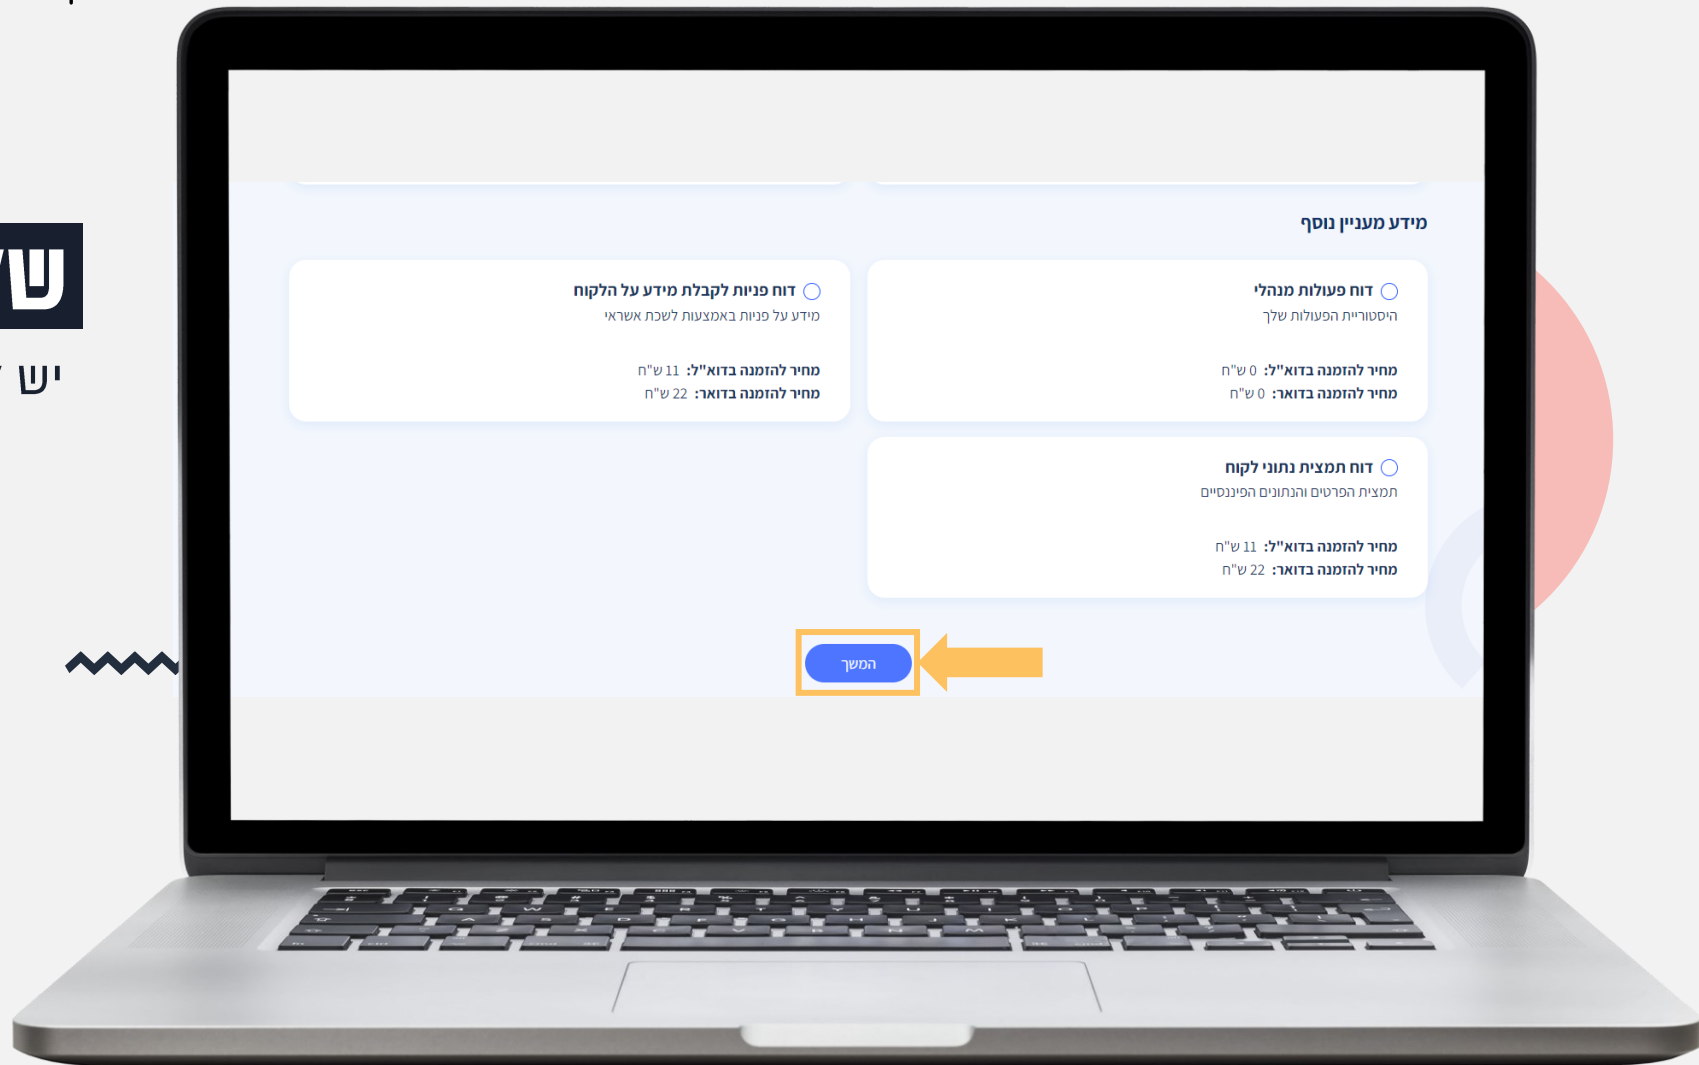 מידע מעניין נוסף
דוח פעולות מנהלי
היסטוריית הפעולות שלך
מחיר להזמנה בדוא"ל: 0 ש"ח
מחיר להזמנה בדואר: 0 ש"ח
דוח פניות לקבלת מידע על הלקוח
מידע על פניות באמצעות לשכת אשראי
מחיר להזמנה בדוא"ל: 11 ש"ח
מחיר להזמנה בדואר: 22 ש"ח
דוח תמצית נתוני לקוח
תמצית הפרטים והנתונים הפיננסיים
מחיר להזמנה בדוא"ל: 11 ש"ח
מחיר להזמנה בדואר: 22 ש"ח
המשך
יש